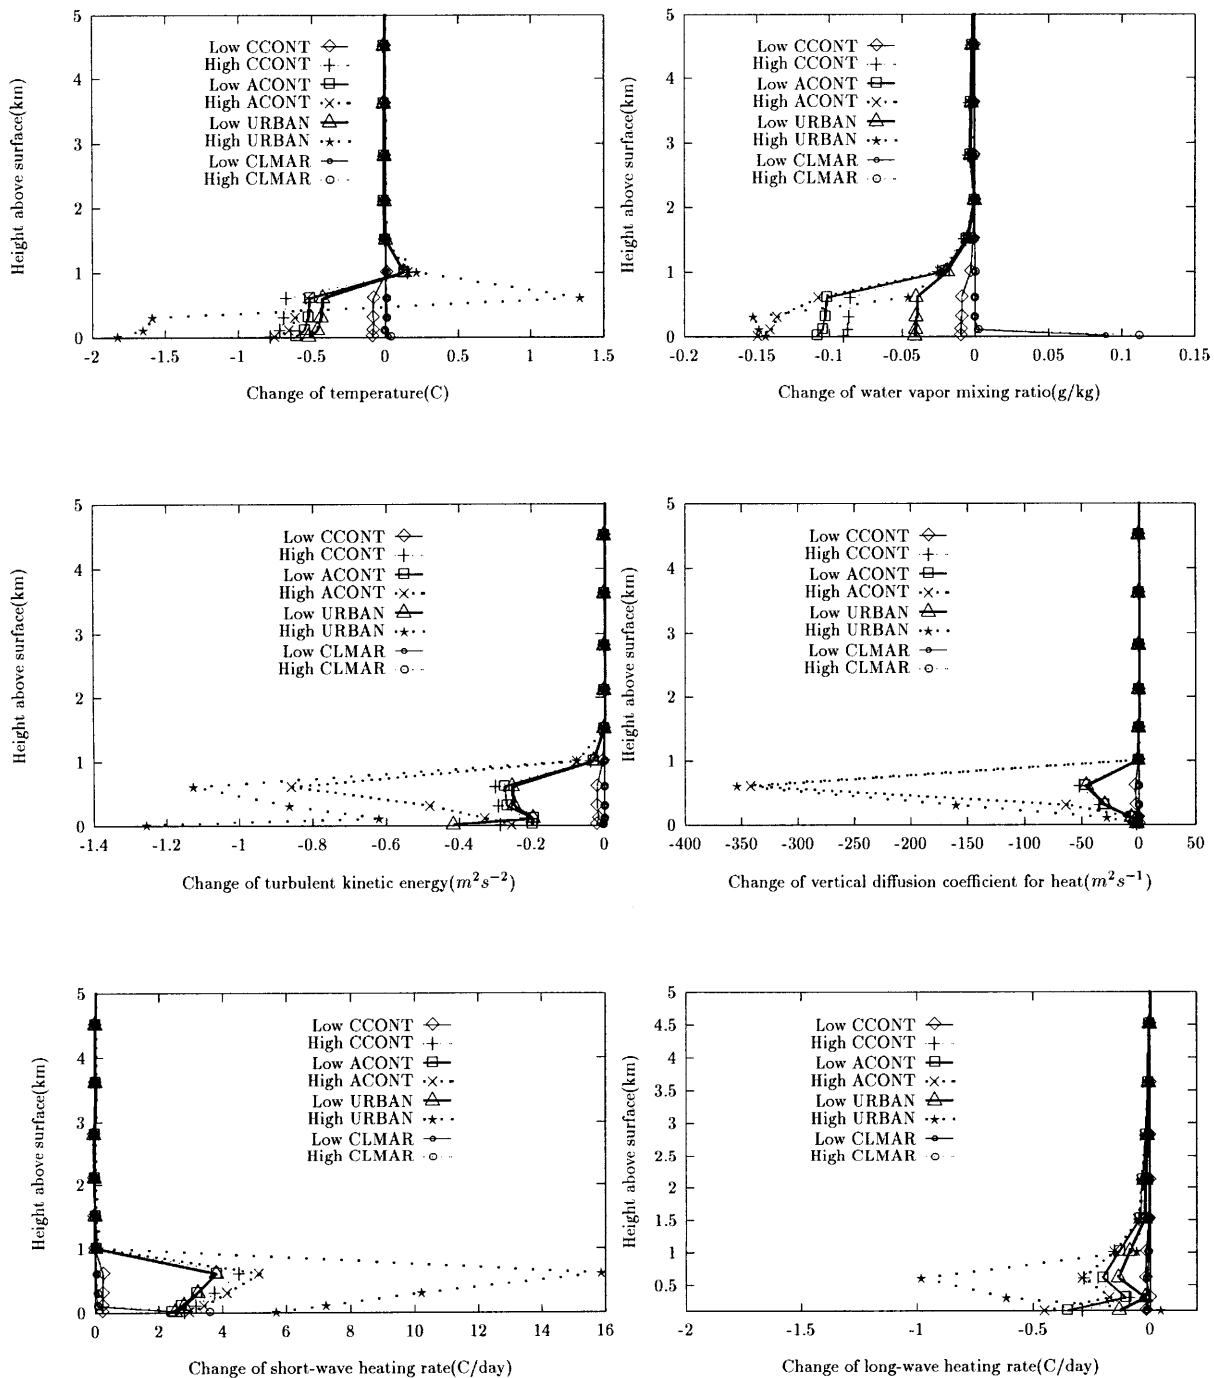 5
4
3
2
1
0
Height above surface(km)
Low CCONT
High CCONT
Low ACONT
High ACONT
Low URBAN
High URBAN
Low CLMAR
High CLMAR
-2 -1.5 -1 -0.5 0 0.5 1 1.5
Change of temperature(C)
5
4
3
2
1
0
Height above surface(km)
Low CCONT
High CCONT
Low ACONT
High ACONT
Low URBAN
High URBAN
Low CLMAR
High CLMAR
-0.2 -0.15 -0.1 -0.05 0 0.05 0.1 0.15
Change of water vapor mixing ratio(g/kg)
5
4
3
2
1
0
Height above surface(km)
Low CCONT
High CCONT
Low ACONT
High ACONT
Low URBAN
High URBAN
Low CLMAR
High CLMAR
-1.4 -1.2 -1 -0.8 -0.6 -0.4 -0.2 0
Change of turbulent kinetic energy(m²s⁻²)
5
4
3
2
1
0
Height above surface(km)
Low CCONT
High CCONT
Low ACONT
High ACONT
Low URBAN
High URBAN
Low CLMAR
High CLMAR
-400 -350 -300 -250 -200 -150 -100 -50 0 50
Change of vertical diffusion coefficient for heat(m²s⁻¹)
5
4
3
2
1
0
Height above surface(km)
Low CCONT
High CCONT
Low ACONT
High ACONT
Low URBAN
High URBAN
Low CLMAR
High CLMAR
0 2 4 6 8 10 12 14 16
Change of short-wave heating rate(C/day)
5
4.5
4
3.5
3
2.5
2
1.5
1
0.5
Height above surface(km)
Low CCONT
High CCONT
Low ACONT
High ACONT
Low URBAN
High URBAN
Low CLMAR
High CLMAR
-2 -1.5 -1 -0.5 0
Change of long-wave heating rate(C/day)